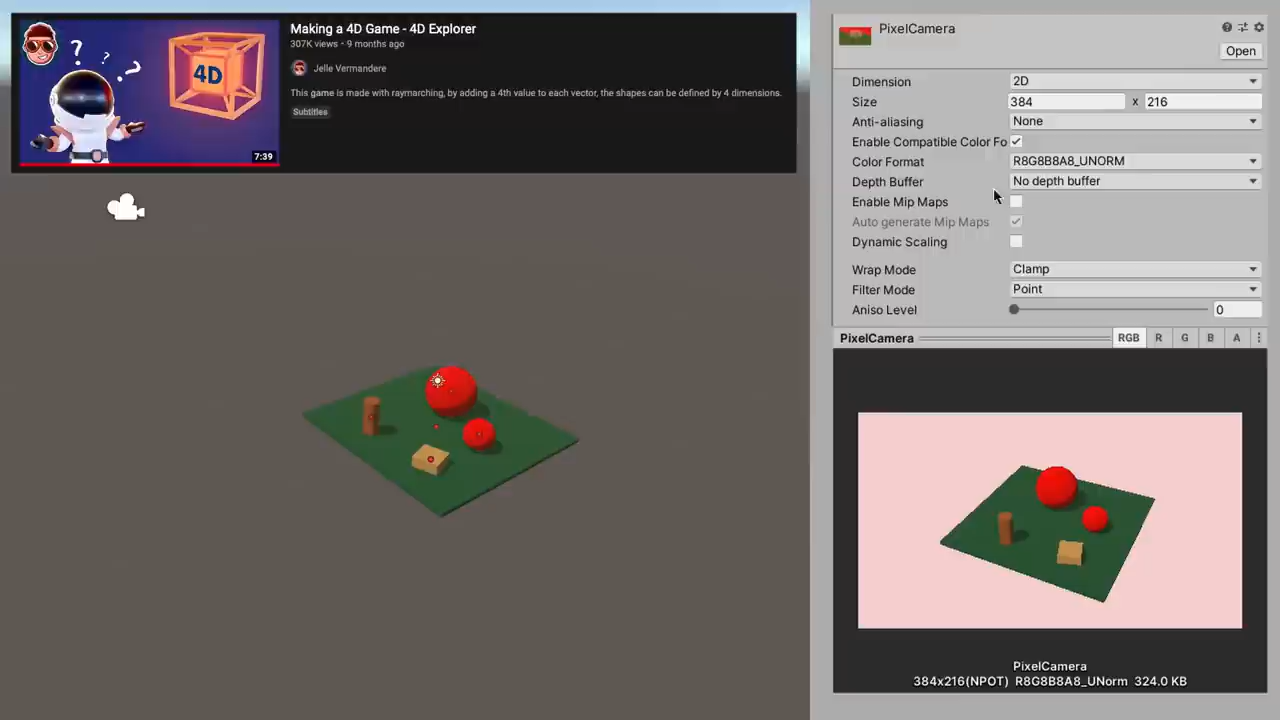 Making a 4D Game - 4D Explorer
307K views • 9 months ago
Jelle Vermandere
This game is made with raymarching, by adding a 4th value to each vector, the shapes can be defined by 4 dimensions.
Subtitles
? ? ?
4D
7:39
PixelCamera
Open
Dimension 2D
Size 384 x 216
Anti-aliasing None
Enable Compatible Color Fo
Color Format R8G8B8A8_UNORM
Depth Buffer No depth buffer
Enable Mip Maps
Auto generate Mip Maps
Dynamic Scaling
Wrap Mode Clamp
Filter Mode Point
Aniso Level 0
PixelCamera RGB R G B A
PixelCamera
384x216(NPOT) R8G8B8A8_UNorm 324.0 KB